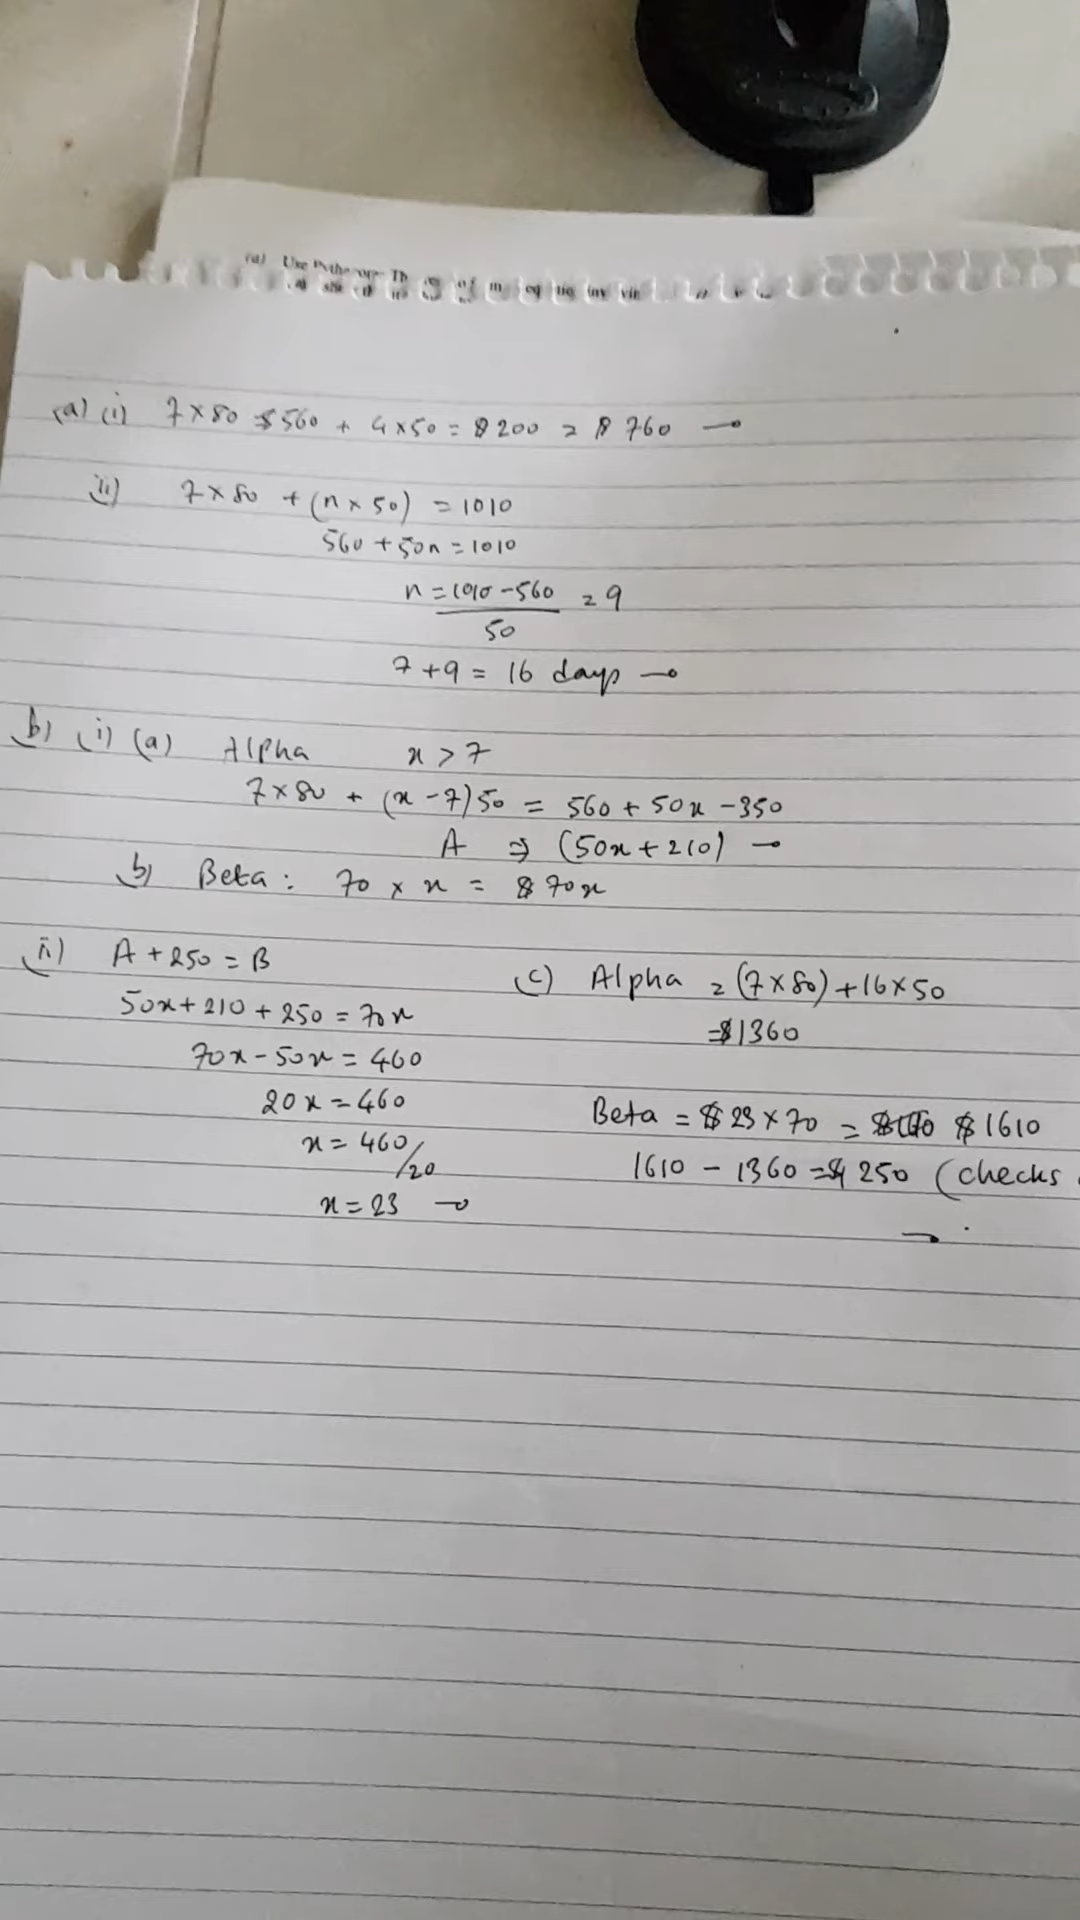 (a) Use
(a) (i) 7 × 80 = $560 + 4 × 50 = $200 = $760
ii) 7 × 80 + (n × 50) = 1010
560 + 50n = 1010
n = 1010 - 560 = 9
50
7 + 9 = 16 days
b) (i) (a) Alpha x > 7
7 × 80 + (x - 7) 50 = 560 + 50x - 350
A ⇒ (50x + 210)
b) Beta : 70 × x = $70x
(ii) A + 250 = B
50x + 210 + 250 = 70x
70x - 50x = 460
20x = 460
x = 460/20
x = 23
(c) Alpha = (7 × 80) + 16 × 50
= $1360
Beta = $23 × 70 = $1610
1610 - 1360 = $250 (checks